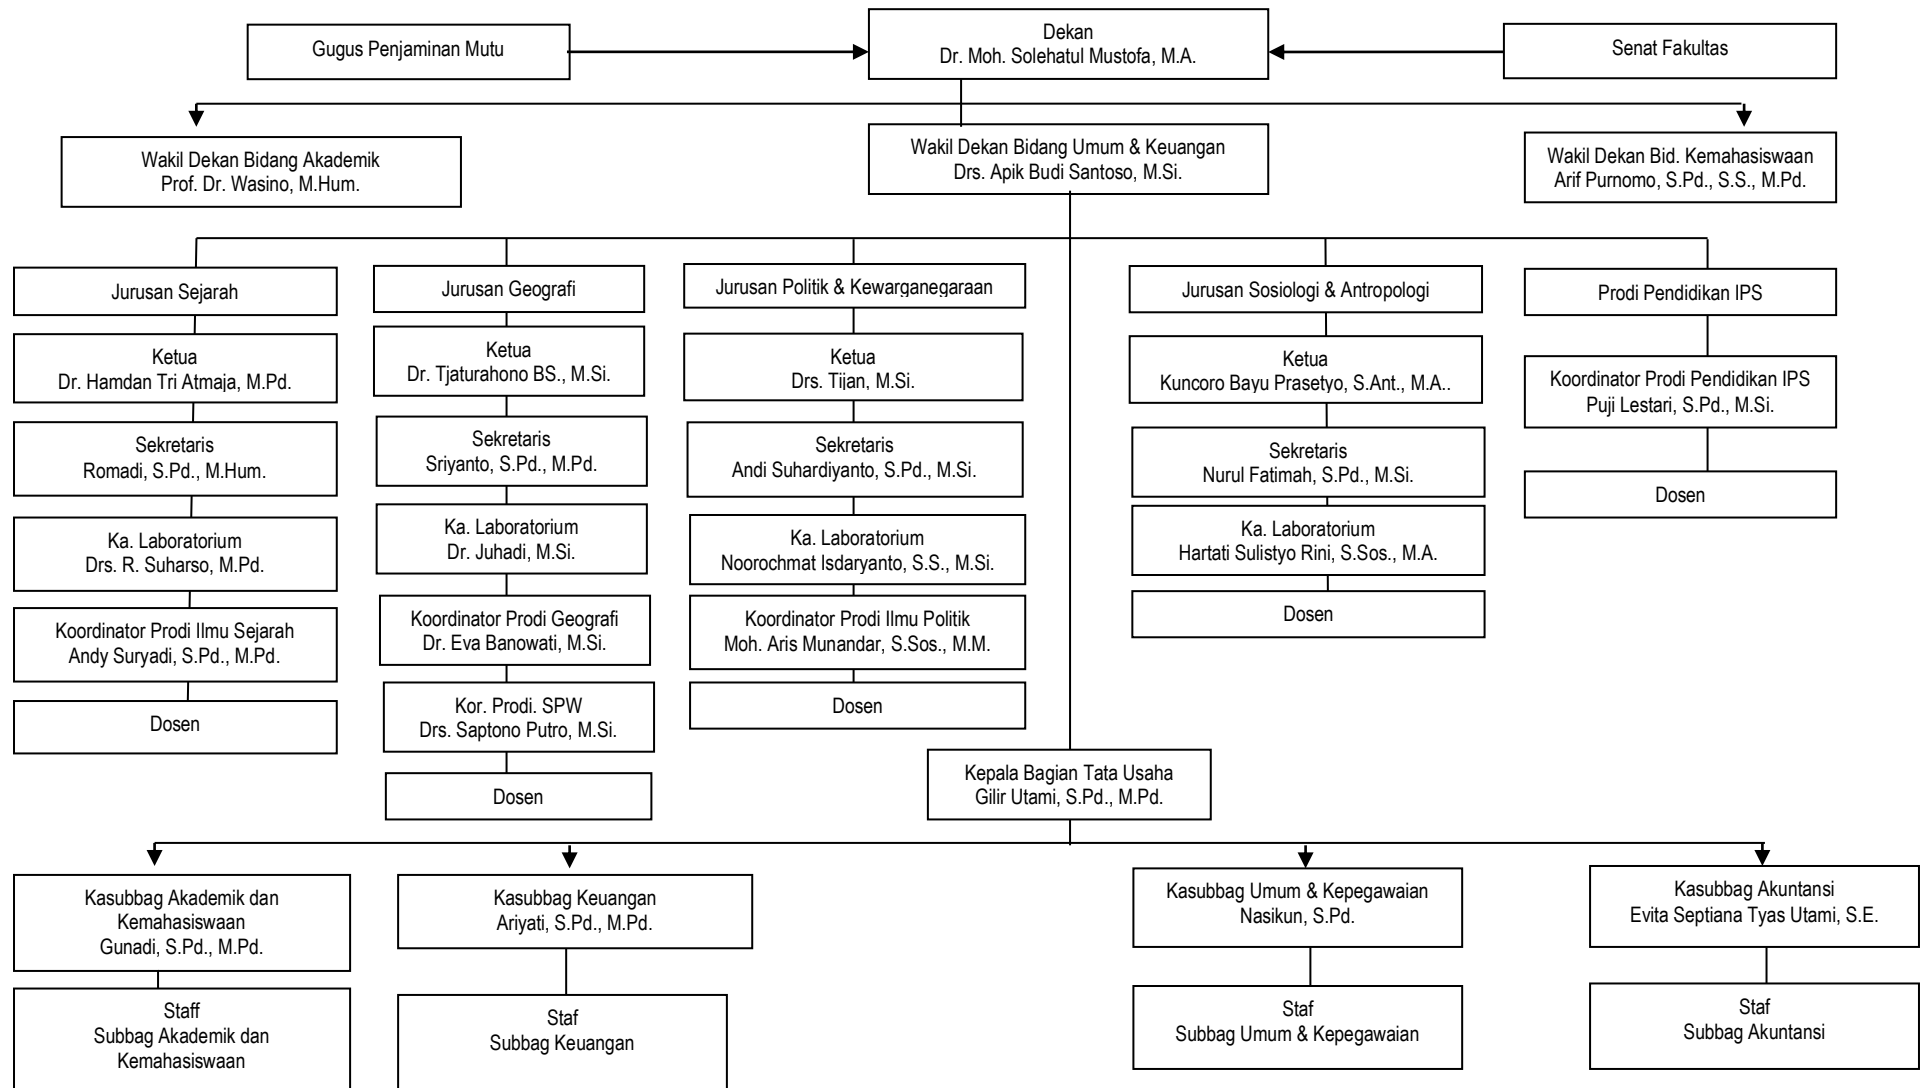 Gugus Penjaminan Mutu
Dekan
Dr. Moh. Solehatul Mustofa, M.A.
Senat Fakultas
Wakil Dekan Bidang Akademik
Prof. Dr. Wasino, M.Hum.
Wakil Dekan Bidang Umum & Keuangan
Drs. Apik Budi Santoso, M.Si.
Wakil Dekan Bid. Kemahasiswaan
Arif Purnomo, S.Pd., S.S., M.Pd.
Jurusan Sejarah
Ketua
Dr. Hamdan Tri Atmaja, M.Pd.
Sekretaris
Romadi, S.Pd., M.Hum.
Ka. Laboratorium
Drs. R. Suharso, M.Pd.
Koordinator Prodi Ilmu Sejarah
Andy Suryadi, S.Pd., M.Pd.
Dosen
Jurusan Geografi
Ketua
Dr. Tjaturahono BS., M.Si.
Sekretaris
Sriyanto, S.Pd., M.Pd.
Ka. Laboratorium
Dr. Juhadi, M.Si.
Koordinator Prodi Geografi
Dr. Eva Banowati, M.Si.
Kor. Prodi. SPW
Drs. Saptono Putro, M.Si.
Dosen
Jurusan Politik & Kewarganegaraan
Ketua
Drs. Tijan, M.Si.
Sekretaris
Andi Suhardiyanto, S.Pd., M.Si.
Ka. Laboratorium
Noorochmat Isdaryanto, S.S., M.Si.
Koordinator Prodi Ilmu Politik
Moh. Aris Munandar, S.Sos., M.M.
Dosen
Jurusan Sosiologi & Antropologi
Ketua
Kuncoro Bayu Prasetyo, S.Ant., M.A..
Sekretaris
Nurul Fatimah, S.Pd., M.Si.
Ka. Laboratorium
Hartati Sulistyo Rini, S.Sos., M.A.
Dosen
Prodi Pendidikan IPS
Koordinator Prodi Pendidikan IPS
Puji Lestari, S.Pd., M.Si.
Dosen
Kepala Bagian Tata Usaha
Gilir Utami, S.Pd., M.Pd.
Kasubbag Akademik dan
Kemahasiswaan
Gunadi, S.Pd., M.Pd.
Staff
Subbag Akademik dan
Kemahasiswaan
Kasubbag Keuangan
Ariyati, S.Pd., M.Pd.
Staf
Subbag Keuangan
Kasubbag Umum & Kepegawaian
Nasikun, S.Pd.
Staf
Subbag Umum & Kepegawaian
Kasubbag Akuntansi
Evita Septiana Tyas Utami, S.E.
Staf
Subbag Akuntansi